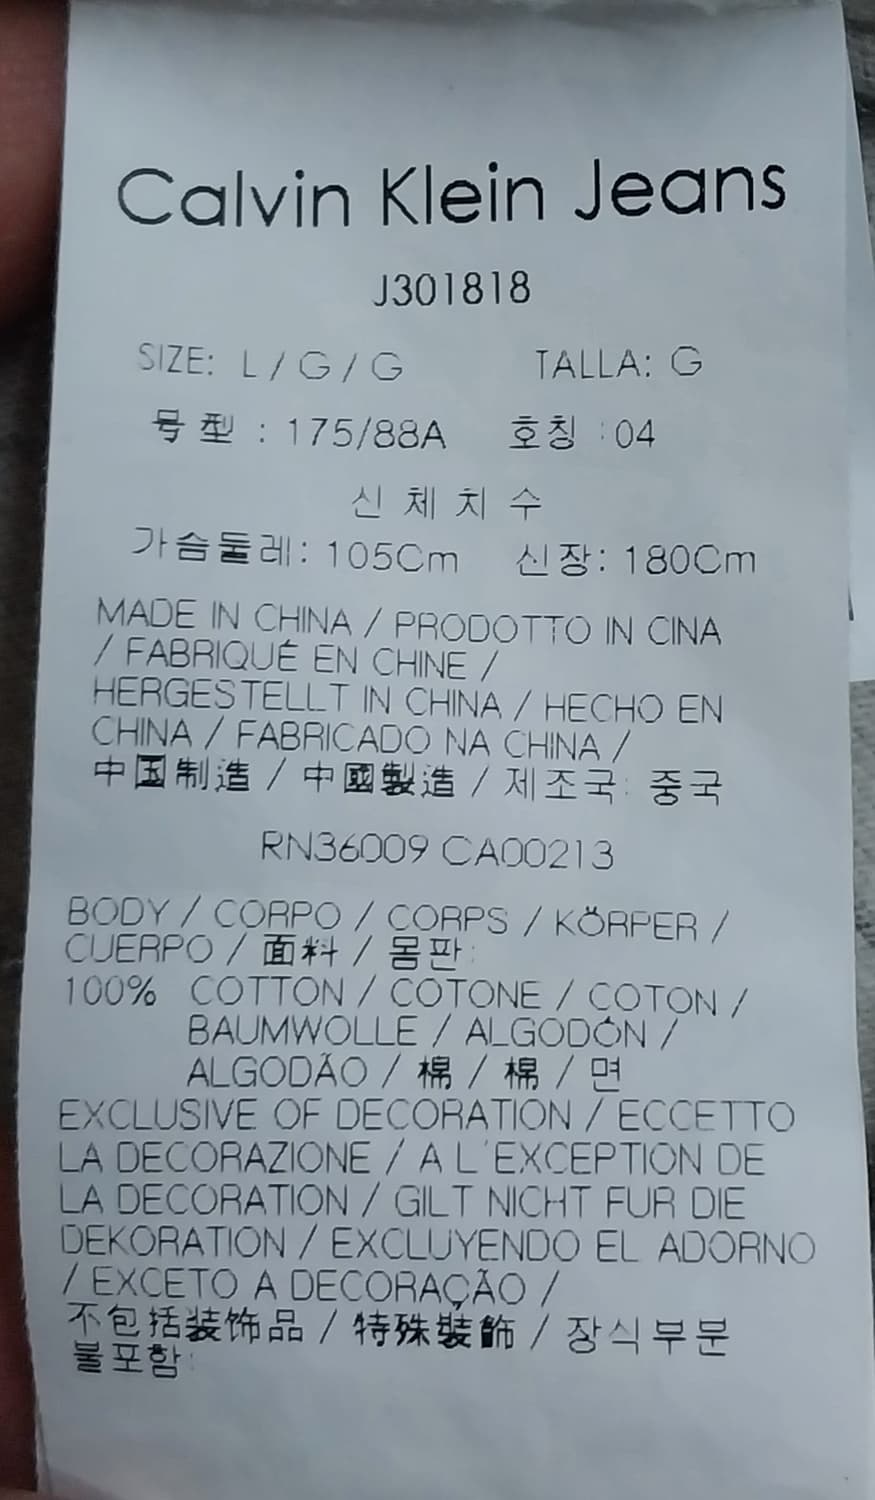 Calvin Klein Jeans
J301818
SIZE: L / G / G TALLA: G
号型 : 175/88A 호칭 : 04
신체치수
가슴둘레: 105Cm 신장: 180Cm
MADE IN CHINA / PRODOTTO IN CINA
/ FABRIQUÉ EN CHINE /
HERGESTELLT IN CHINA / HECHO EN
CHINA / FABRICADO NA CHINA /
中国制造 / 中國製造 / 제조국: 중국
RN36009 CA00213
BODY / CORPO / CORPS / KÖRPER /
CUERPO / 面料 / 몸판:
100% COTTON / COTONE / COTON /
BAUMWOLLE / ALGODÓN /
ALGODÃO / 棉 / 棉 / 면
EXCLUSIVE OF DECORATION / ECCETTO
LA DECORAZIONE / A L'EXCEPTION DE
LA DECORATION / GILT NICHT FUR DIE
DEKORATION / EXCLUYENDO EL ADORNO
/ EXCETO A DECORAÇÃO /
不包括装饰品 / 特殊裝飾 / 장식부분
불포함: